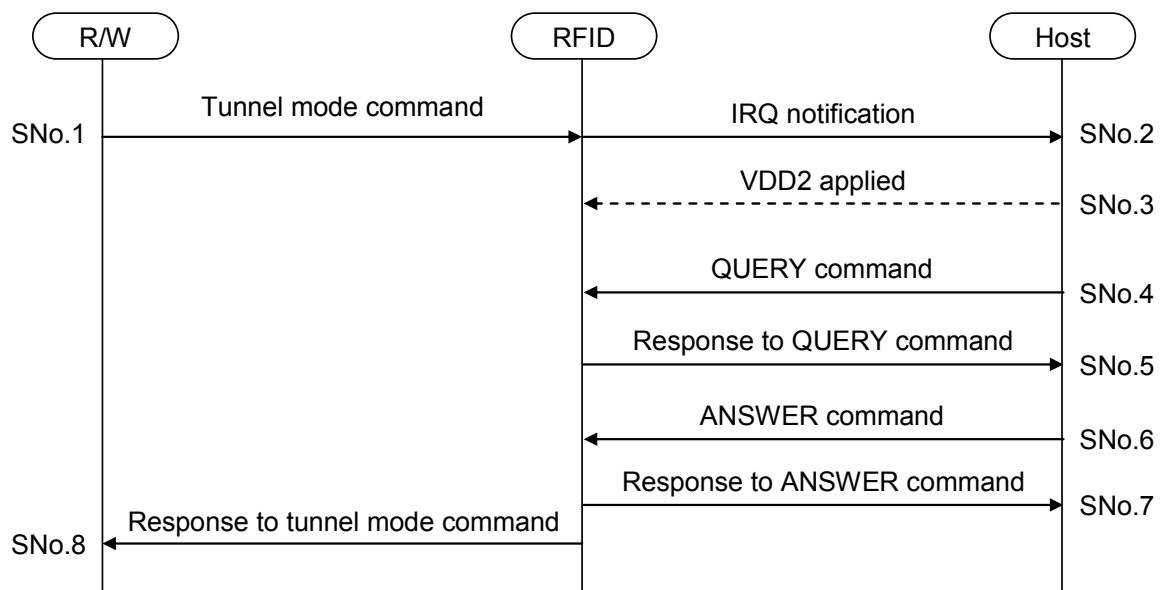 R/W
RFID
Host
Tunnel mode command
IRQ notification
SNo.1
SNo.2
VDD2 applied
SNo.3
QUERY command
SNo.4
Response to QUERY command
SNo.5
ANSWER command
SNo.6
Response to ANSWER command
SNo.7
Response to tunnel mode command
SNo.8